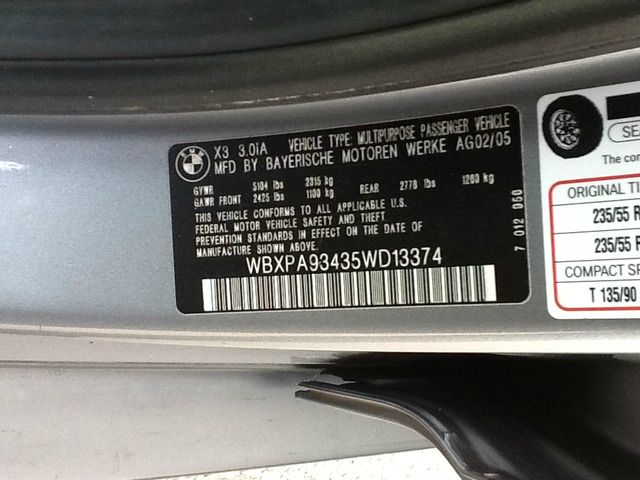 BMW
X3 3.0iA VEHICLE TYPE: MULTIPURPOSE PASSENGER VEHICLE
MFD BY BAYERISCHE MOTOREN WERKE AG02/05
GVWR 5104 lbs 2315 kg
GAWR FRONT 2425 lbs 1100 kg REAR 2778 lbs 1260 kg
THIS VEHICLE CONFORMS TO ALL APPLICABLE U.S.
FEDERAL MOTOR VEHICLE SAFETY AND THEFT
PREVENTION STANDARDS IN EFFECT ON THE DATE OF
MANUFACTURE SHOWN ABOVE
WBXPA93435WD13374
7 012 050
SEA
The com
ORIGINAL TI
235/55 R
235/55 R
COMPACT SP
T 135/90